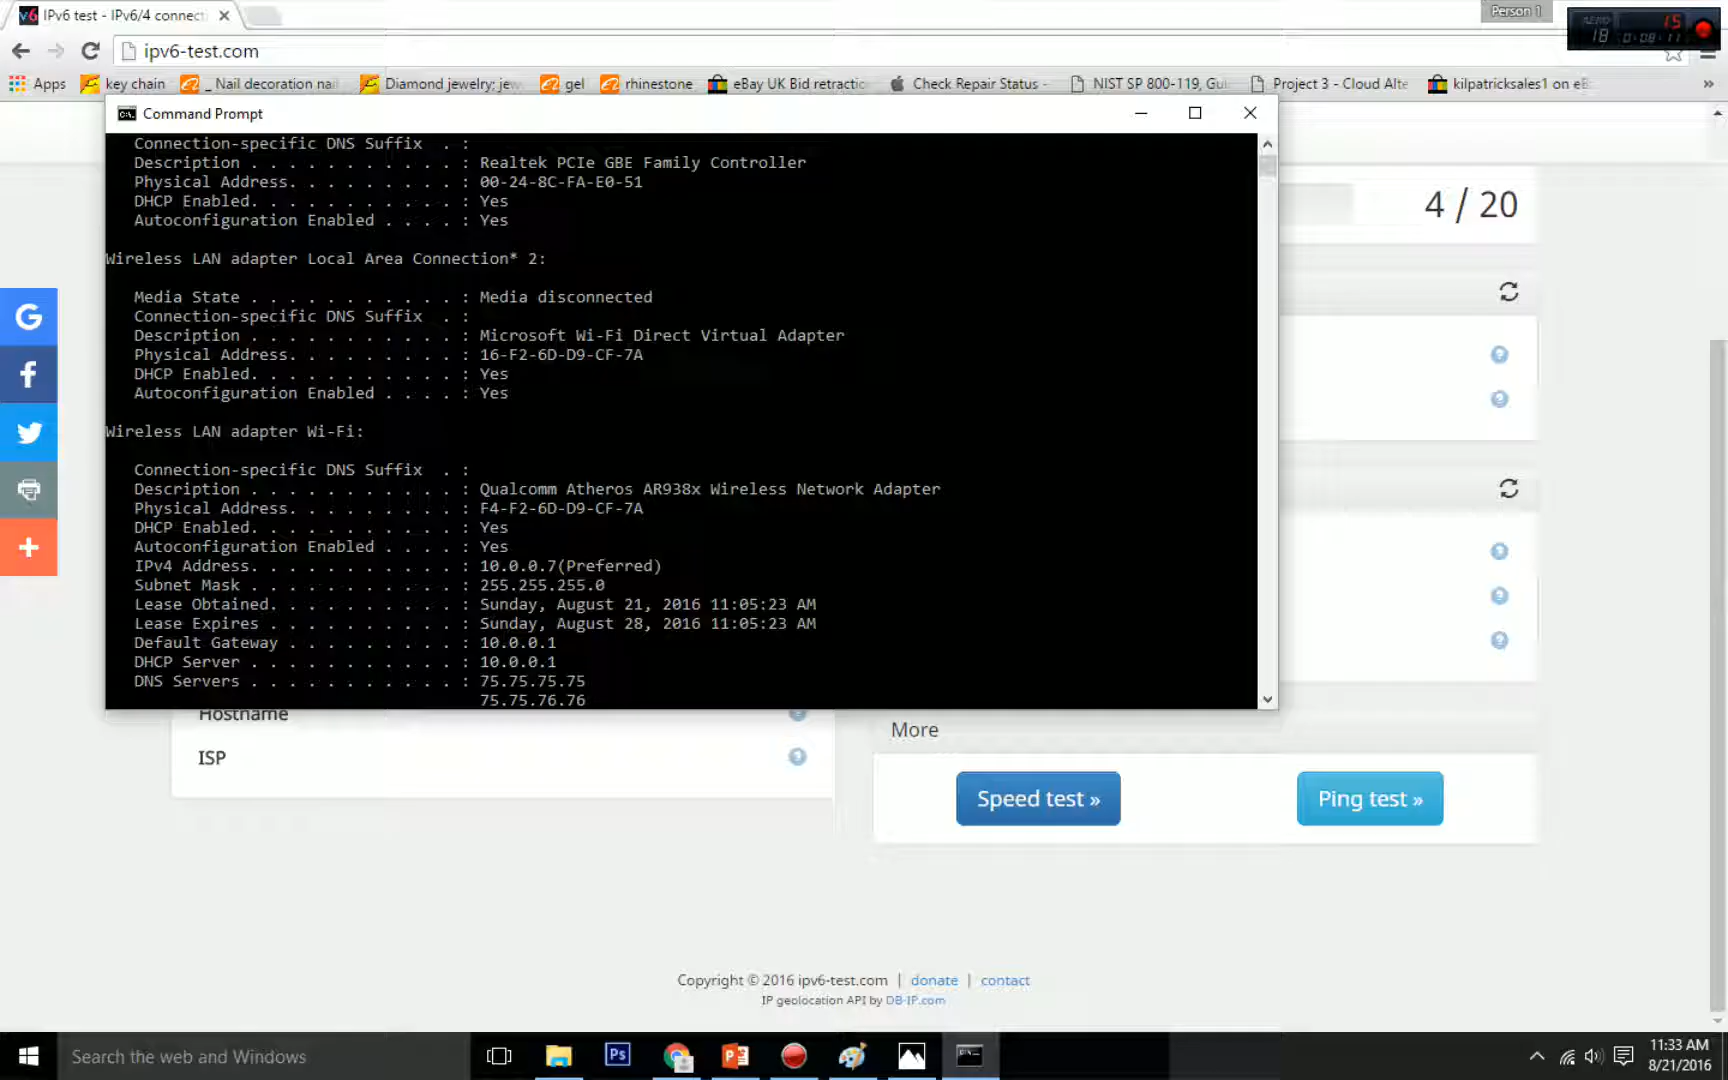 IPv6 test - IPv6/4 connecti
Person 1
15
18
ipv6-test.com
Apps
key chain
_ Nail decoration nail
Diamond jewelry; jew
gel
rhinestone
eBay UK Bid retractic
Check Repair Status -
NIST SP 800-119, Gui
Project 3 - Cloud Alte
kilpatricksales1 on eB
»
Command Prompt
Connection-specific DNS Suffix . :
Description . . . . . . . . . . . : Realtek PCIe GBE Family Controller
Physical Address. . . . . . . . . : 00-24-8C-FA-E0-51
DHCP Enabled. . . . . . . . . . . : Yes
Autoconfiguration Enabled . . . . : Yes
Wireless LAN adapter Local Area Connection* 2:
Media State . . . . . . . . . . . : Media disconnected
Connection-specific DNS Suffix . :
Description . . . . . . . . . . . : Microsoft Wi-Fi Direct Virtual Adapter
Physical Address. . . . . . . . . : 16-F2-6D-D9-CF-7A
DHCP Enabled. . . . . . . . . . . : Yes
Autoconfiguration Enabled . . . . : Yes
Wireless LAN adapter Wi-Fi:
Connection-specific DNS Suffix . :
Description . . . . . . . . . . . : Qualcomm Atheros AR938x Wireless Network Adapter
Physical Address. . . . . . . . . : F4-F2-6D-D9-CF-7A
DHCP Enabled. . . . . . . . . . . : Yes
Autoconfiguration Enabled . . . . : Yes
IPv4 Address. . . . . . . . . . . : 10.0.0.7(Preferred)
Subnet Mask . . . . . . . . . . . : 255.255.255.0
Lease Obtained. . . . . . . . . . : Sunday, August 21, 2016 11:05:23 AM
Lease Expires . . . . . . . . . . : Sunday, August 28, 2016 11:05:23 AM
Default Gateway . . . . . . . . . : 10.0.0.1
DHCP Server . . . . . . . . . . . : 10.0.0.1
DNS Servers . . . . . . . . . . . : 75.75.75.75
75.75.76.76
4 / 20
Hostname
ISP
More
Speed test »
Ping test »
Copyright © 2016 ipv6-test.com | donate | contact
IP geolocation API by DB-IP.com
Search the web and Windows
11:33 AM
8/21/2016